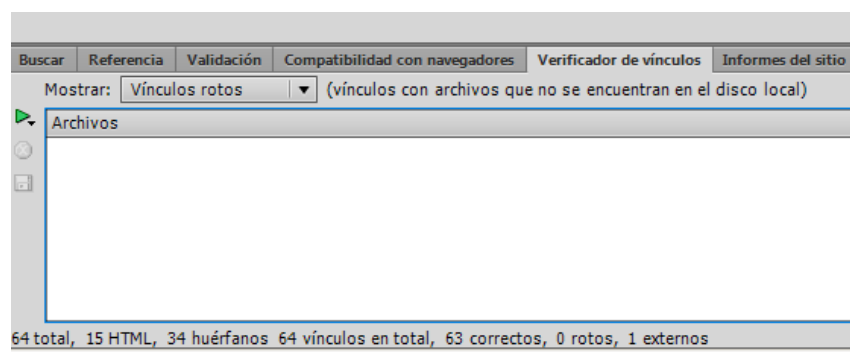 Buscar Referencia Validación Compatibilidad con navegadores Verificador de vínculos Informes del sitio
Mostrar: Vínculos rotos (vínculos con archivos que no se encuentran en el disco local)
Archivos
64 total, 15 HTML, 34 huérfanos 64 vínculos en total, 63 correctos, 0 rotos, 1 externos